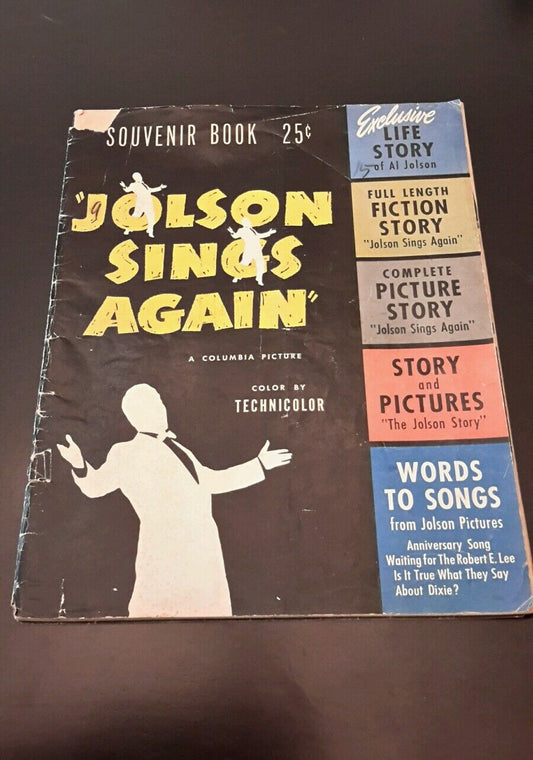 SOUVENIR BOOK 25¢
"JOLSON
SINGS
AGAIN"
A COLUMBIA PICTURE
COLOR BY
TECHNICOLOR
Exclusive
LIFE
STORY
of Al Jolson
15
FULL LENGTH
FICTION
STORY
"Jolson Sings Again"
COMPLETE
PICTURE
STORY
"Jolson Sings Again"
STORY
and
PICTURES
"The Jolson Story"
WORDS
TO SONGS
from Jolson Pictures
Anniversary Song
Waiting for The Robert E. Lee
Is It True What They Say
About Dixie?
9